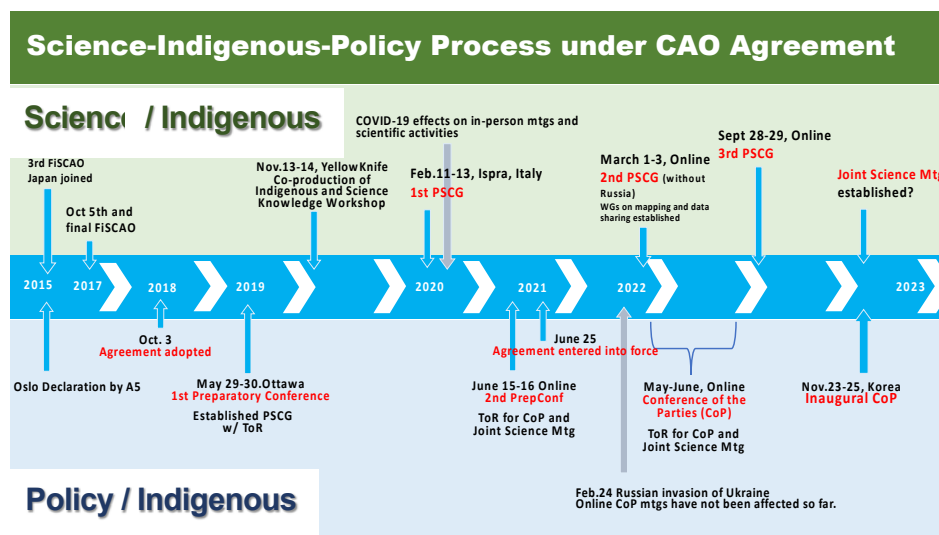 Science-Indigenous-Policy Process under CAO Agreement
/ Indigenous
COVID-19 effects on in-person mtgs and
scientific activities
3rd FiSCAO
Japan joined
Oct 5th and
final FiSCAO
Nov.13-14, YellowKnife
Co-production of
Indigenous and Science
Knowledge Workshop
Feb.11-13, Ispra, Italy
1st PSCG
March 1-3, Online
2nd PSCG (without
Russia)
WGs on mapping and data
sharing established
Sept 28-29, Online
3rd PSCG
Joint Science Mtg
established?
2015
2017
2018
2019
2020
2021
2022
2023
Oslo Declaration by A5
Oct. 3
Agreement adopted
May 29-30.Ottawa
1st Preparatory Conference
Established PSCG
w/ ToR
June 25
Agreement entered into force
June 15-16 Online
2nd PrepConf
ToR for CoP and
Joint Science Mtg
May-June, Online
Conference of the
Parties (CoP)
ToR for CoP and
Joint Science Mtg
Nov.23-25, Korea
Inaugural CoP
Feb.24 Russian invasion of Ukraine
Online CoP mtgs have not been affected so far.
Policy / Indigenous